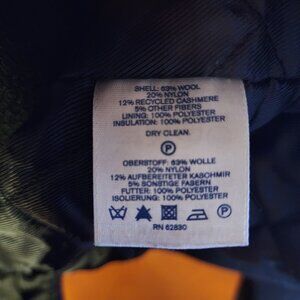 SHELL: 63% WOOL
20% NYLON
12% RECYCLED CASHMERE
5% OTHER FIBERS
LINING: 100% POLYESTER
INSULATION: 100% POLYESTER
DRY CLEAN.
P
OBERSTOFF: 63% WOLLE
20% NYLON
12% AUFBEREITETER KASCHMIR
5% SONSTIGE FASERN
FUTTER: 100% POLYESTER
ISOLIERUNG: 100% POLYESTER
P
RN 62830